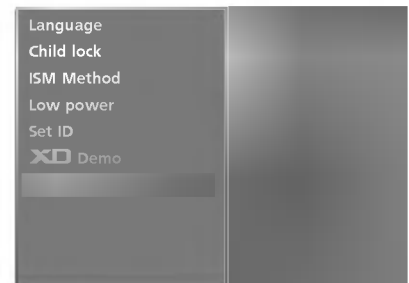 Language
Child lock
ISM Method
Low power
Set ID
XD Demo